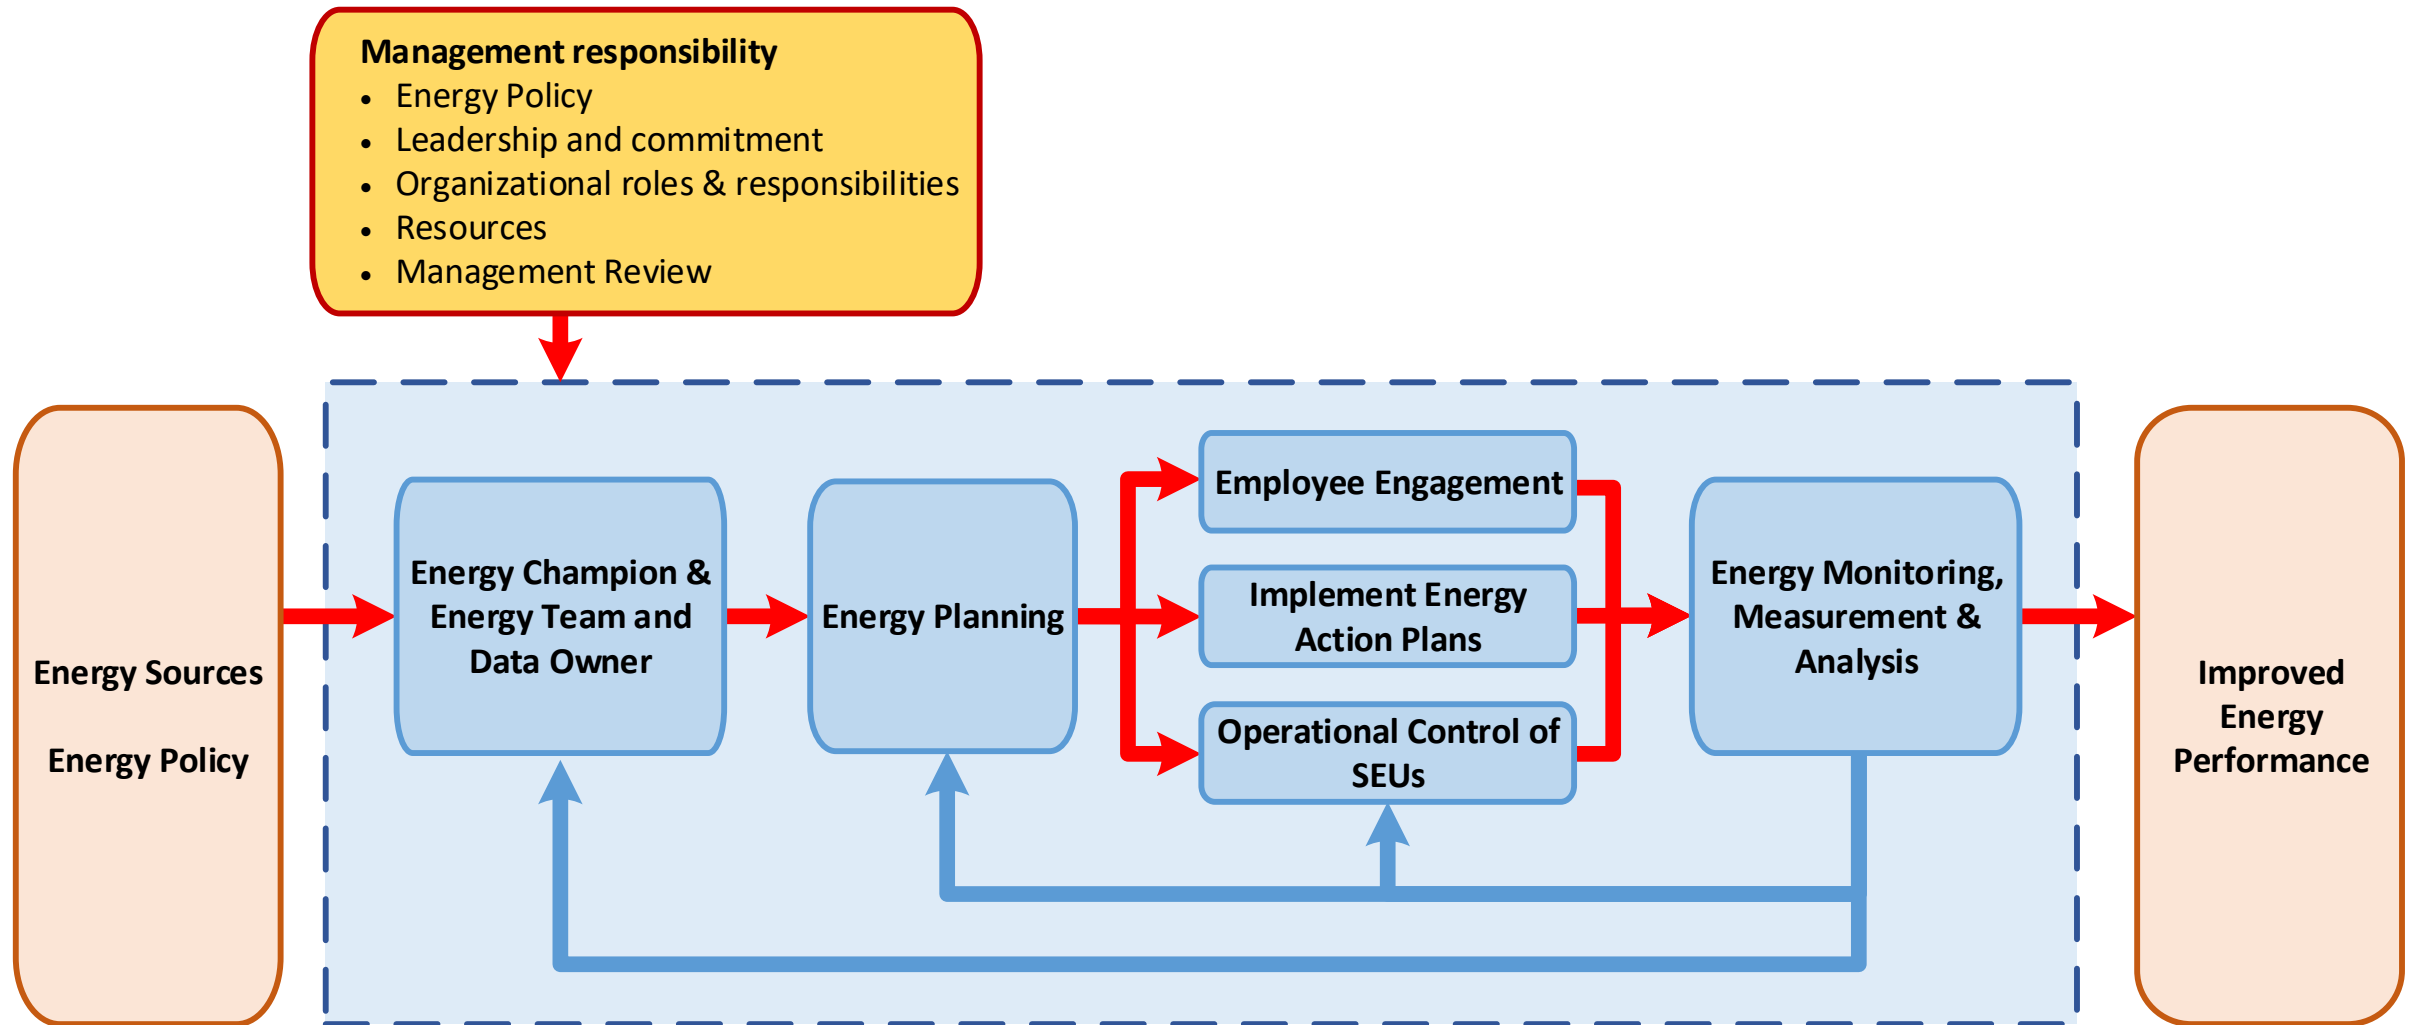 Management responsibility
• Energy Policy
• Leadership and commitment
• Organizational roles & responsibilities
• Resources
• Management Review
Energy Sources
Energy Policy
Energy Champion &
Energy Team and
Data Owner
Energy Planning
Employee Engagement
Implement Energy
Action Plans
Operational Control of
SEUs
Energy Monitoring,
Measurement &
Analysis
Improved
Energy
Performance